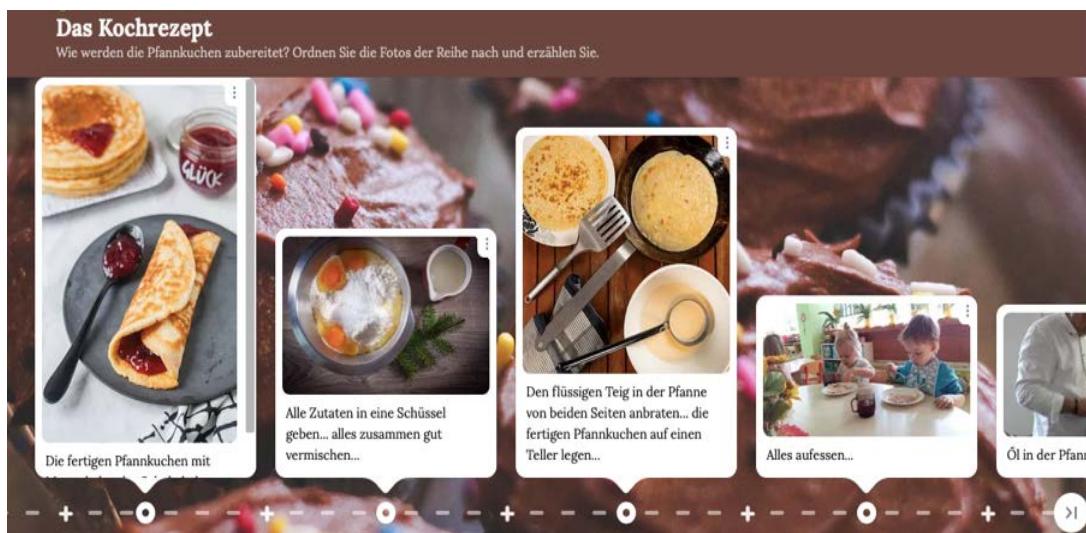 Das Kochrezept
Wie werden die Pfannkuchen zubereitet? Ordnen Sie die Fotos der Reihe nach und erzählen Sie.
GLÜCK
Die fertigen Pfannkuchen mit
Alle Zutaten in eine Schüssel
geben... alles zusammen gut
vermischen...
Den flüssigen Teig in der Pfanne
von beiden Seiten anbraten... die
fertigen Pfannkuchen auf einen
Teller legen...
Alles aufessen...
Öl in der